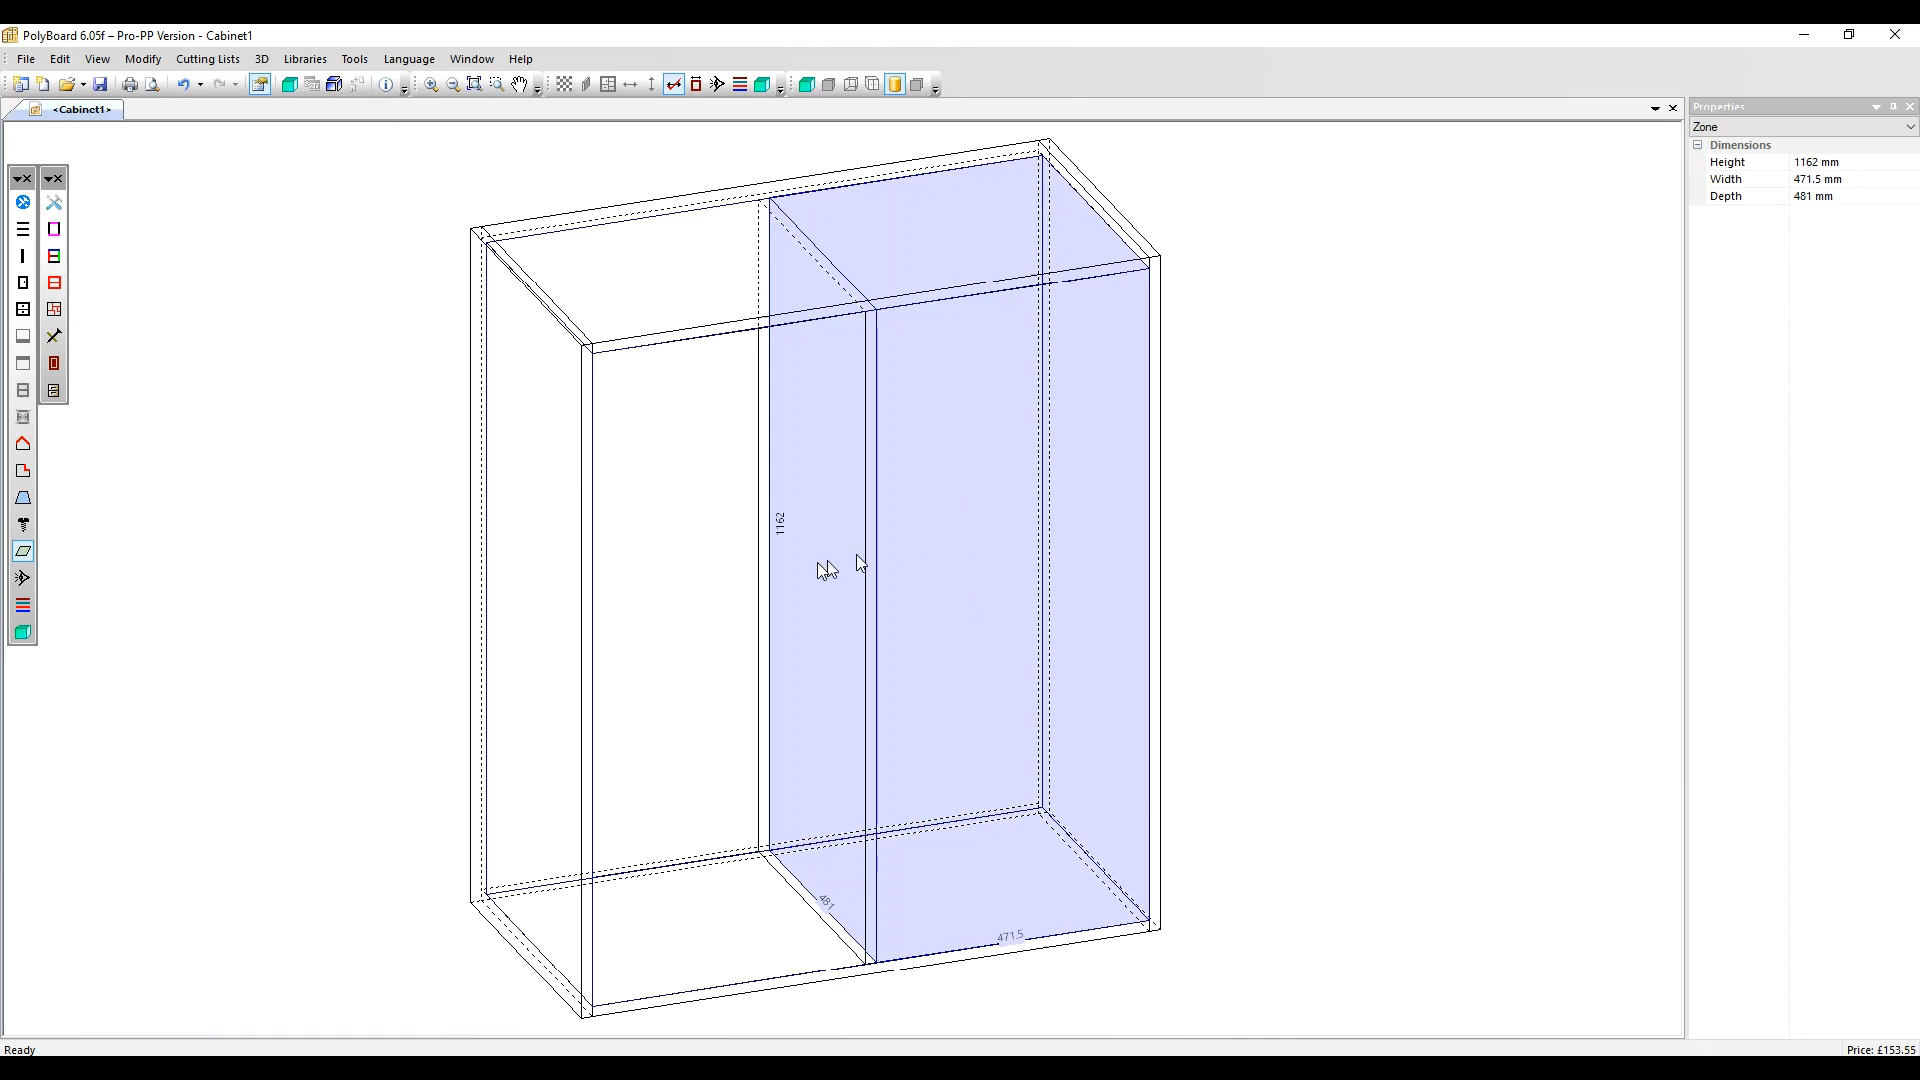 PolyBoard 6.05f – Pro-PP Version - Cabinet1
File Edit View Modify Cutting Lists 3D Libraries Tools Language Window Help
<Cabinet1>
Properties
Zone
Dimensions
Height 1162 mm
Width 471.5 mm
Depth 481 mm
1162
481
471.5
Ready
Price: £153.55